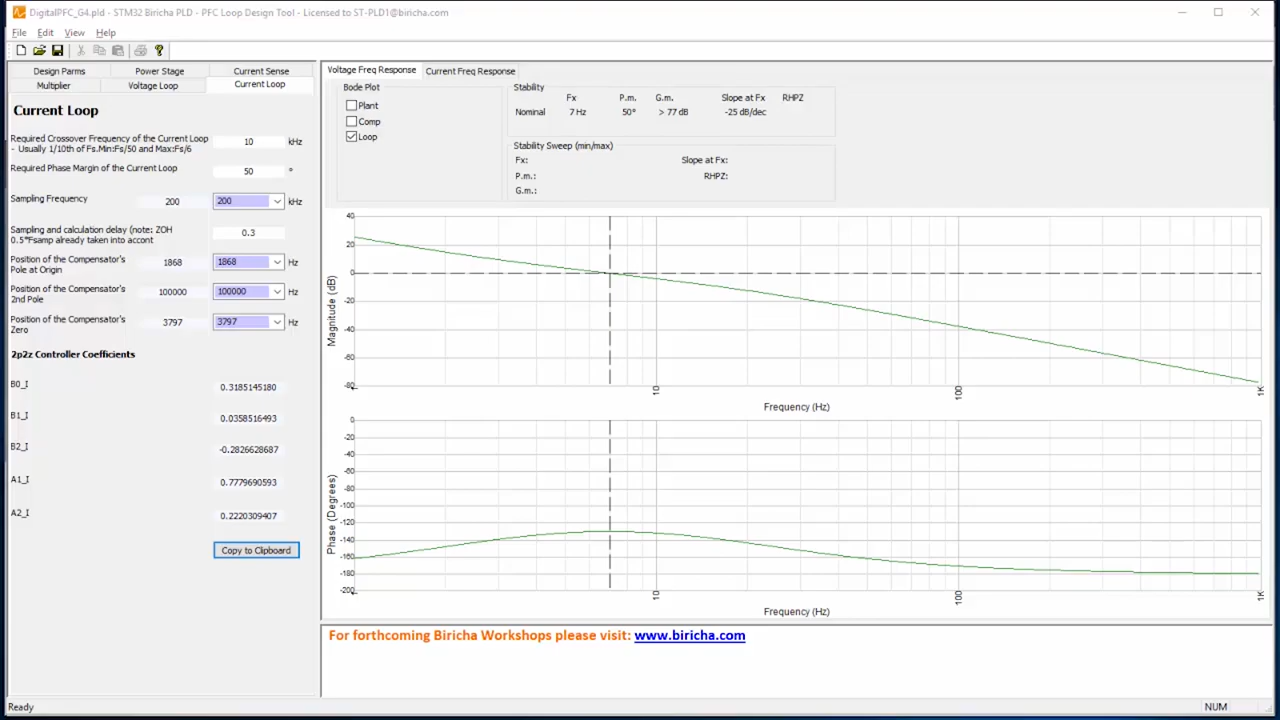 DigitalPFC_G4.pld - STM32 Biricha PLD - PFC Loop Design Tool - Licensed to ST-PLD1@biricha.com
File Edit View Help
Design Parms Power Stage Current Sense
Multiplier Voltage Loop Current Loop
Current Loop
Required Crossover Frequency of the Current Loop
- Usually 1/10th of Fs.Min:Fs/50 and Max:Fs/6
10 kHz
Required Phase Margin of the Current Loop
50 °
Sampling Frequency 200 200 kHz
Sampling and calculation delay (note: ZOH
0.5*Fsamp already taken into accont
0.3
Position of the Compensator's
Pole at Origin
1868 1868 Hz
Position of the Compensator's
2nd Pole
100000 100000 Hz
Position of the Compensator's
Zero
3797 3797 Hz
2p2z Controller Coefficients
B0_I 0.3185145180
B1_I 0.0358516493
B2_I -0.2826628687
A1_I 0.7779690593
A2_I 0.2220309407
Copy to Clipboard
Voltage Freq Response Current Freq Response
Bode Plot
Plant
Comp
Loop
Stability
Fx P.m. G.m. Slope at Fx RHPZ
Nominal 7 Hz 50° > 77 dB -25 dB/dec
Stability Sweep (min/max)
Fx: Slope at Fx:
P.m.: RHPZ:
G.m.:
Magnitude (dB)
40
20
0
-20
-40
-60
-80
1 10 100 1K
Frequency (Hz)
Phase (Degrees)
0
-20
-40
-60
-80
-100
-120
-140
-160
-180
-200
1 10 100 1K
Frequency (Hz)
For forthcoming Biricha Workshops please visit: www.biricha.com
Ready NUM